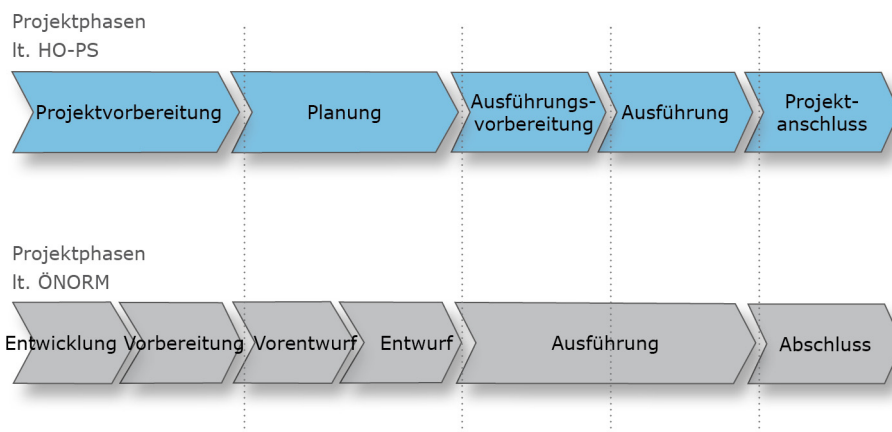 Projektphasen
lt. HO-PS
Projektvorbereitung
Planung
Ausführungs-
vorbereitung
Ausführung
Projekt-
anschluss
Projektphasen
lt. ÖNORM
Entwicklung
Vorbereitung
Vorentwurf
Entwurf
Ausführung
Abschluss